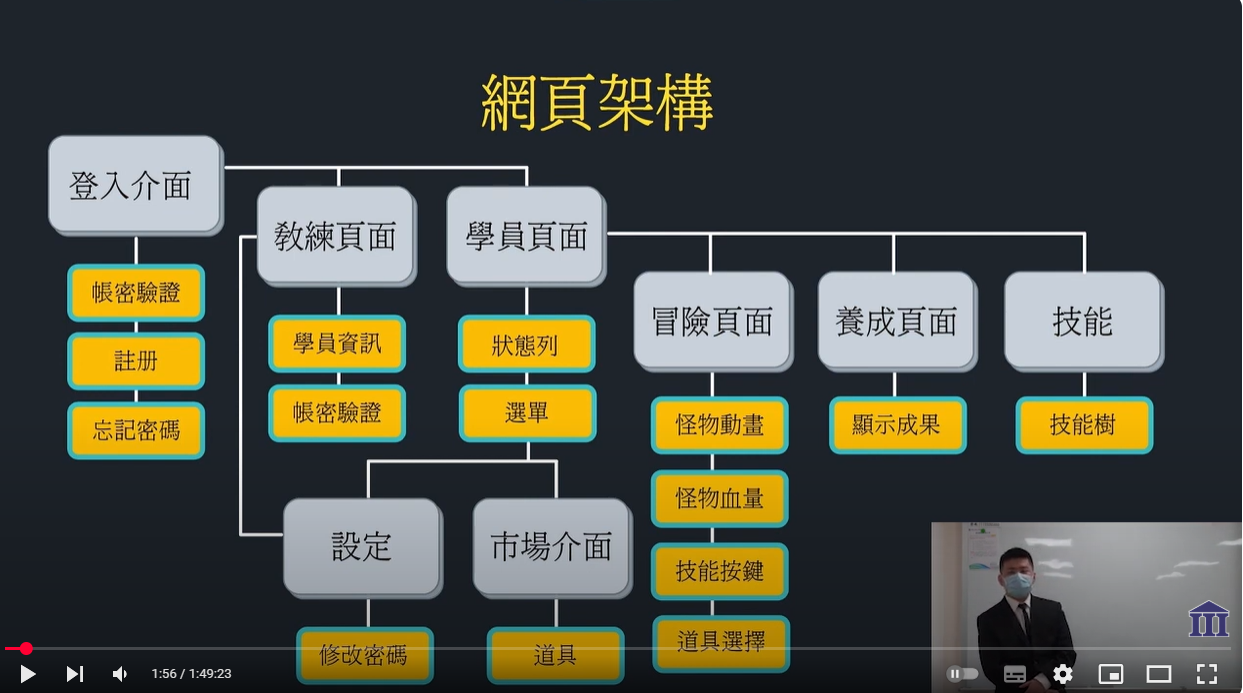 網頁架構
登入介面
帳密驗證
註册
忘記密碼
教練頁面
學員資訊
帳密驗證
學員頁面
狀態列
選單
設定
修改密碼
市場介面
道具
冒險頁面
怪物動畫
怪物血量
技能按鍵
道具選擇
養成頁面
顯示成果
技能
技能樹
1:56 / 1:49:23